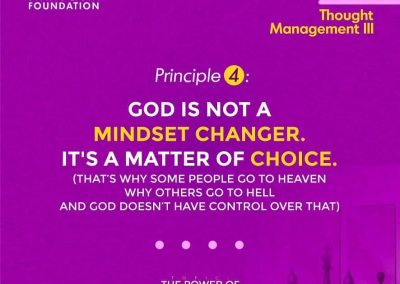 FOUNDATION
Thought
Management III
Principle 4:
GOD IS NOT A
MINDSET CHANGER.
IT'S A MATTER OF CHOICE.
(THAT'S WHY SOME PEOPLE GO TO HEAVEN
WHY OTHERS GO TO HELL
AND GOD DOESN'T HAVE CONTROL OVER THAT)
TOPIC
THE POWER OF